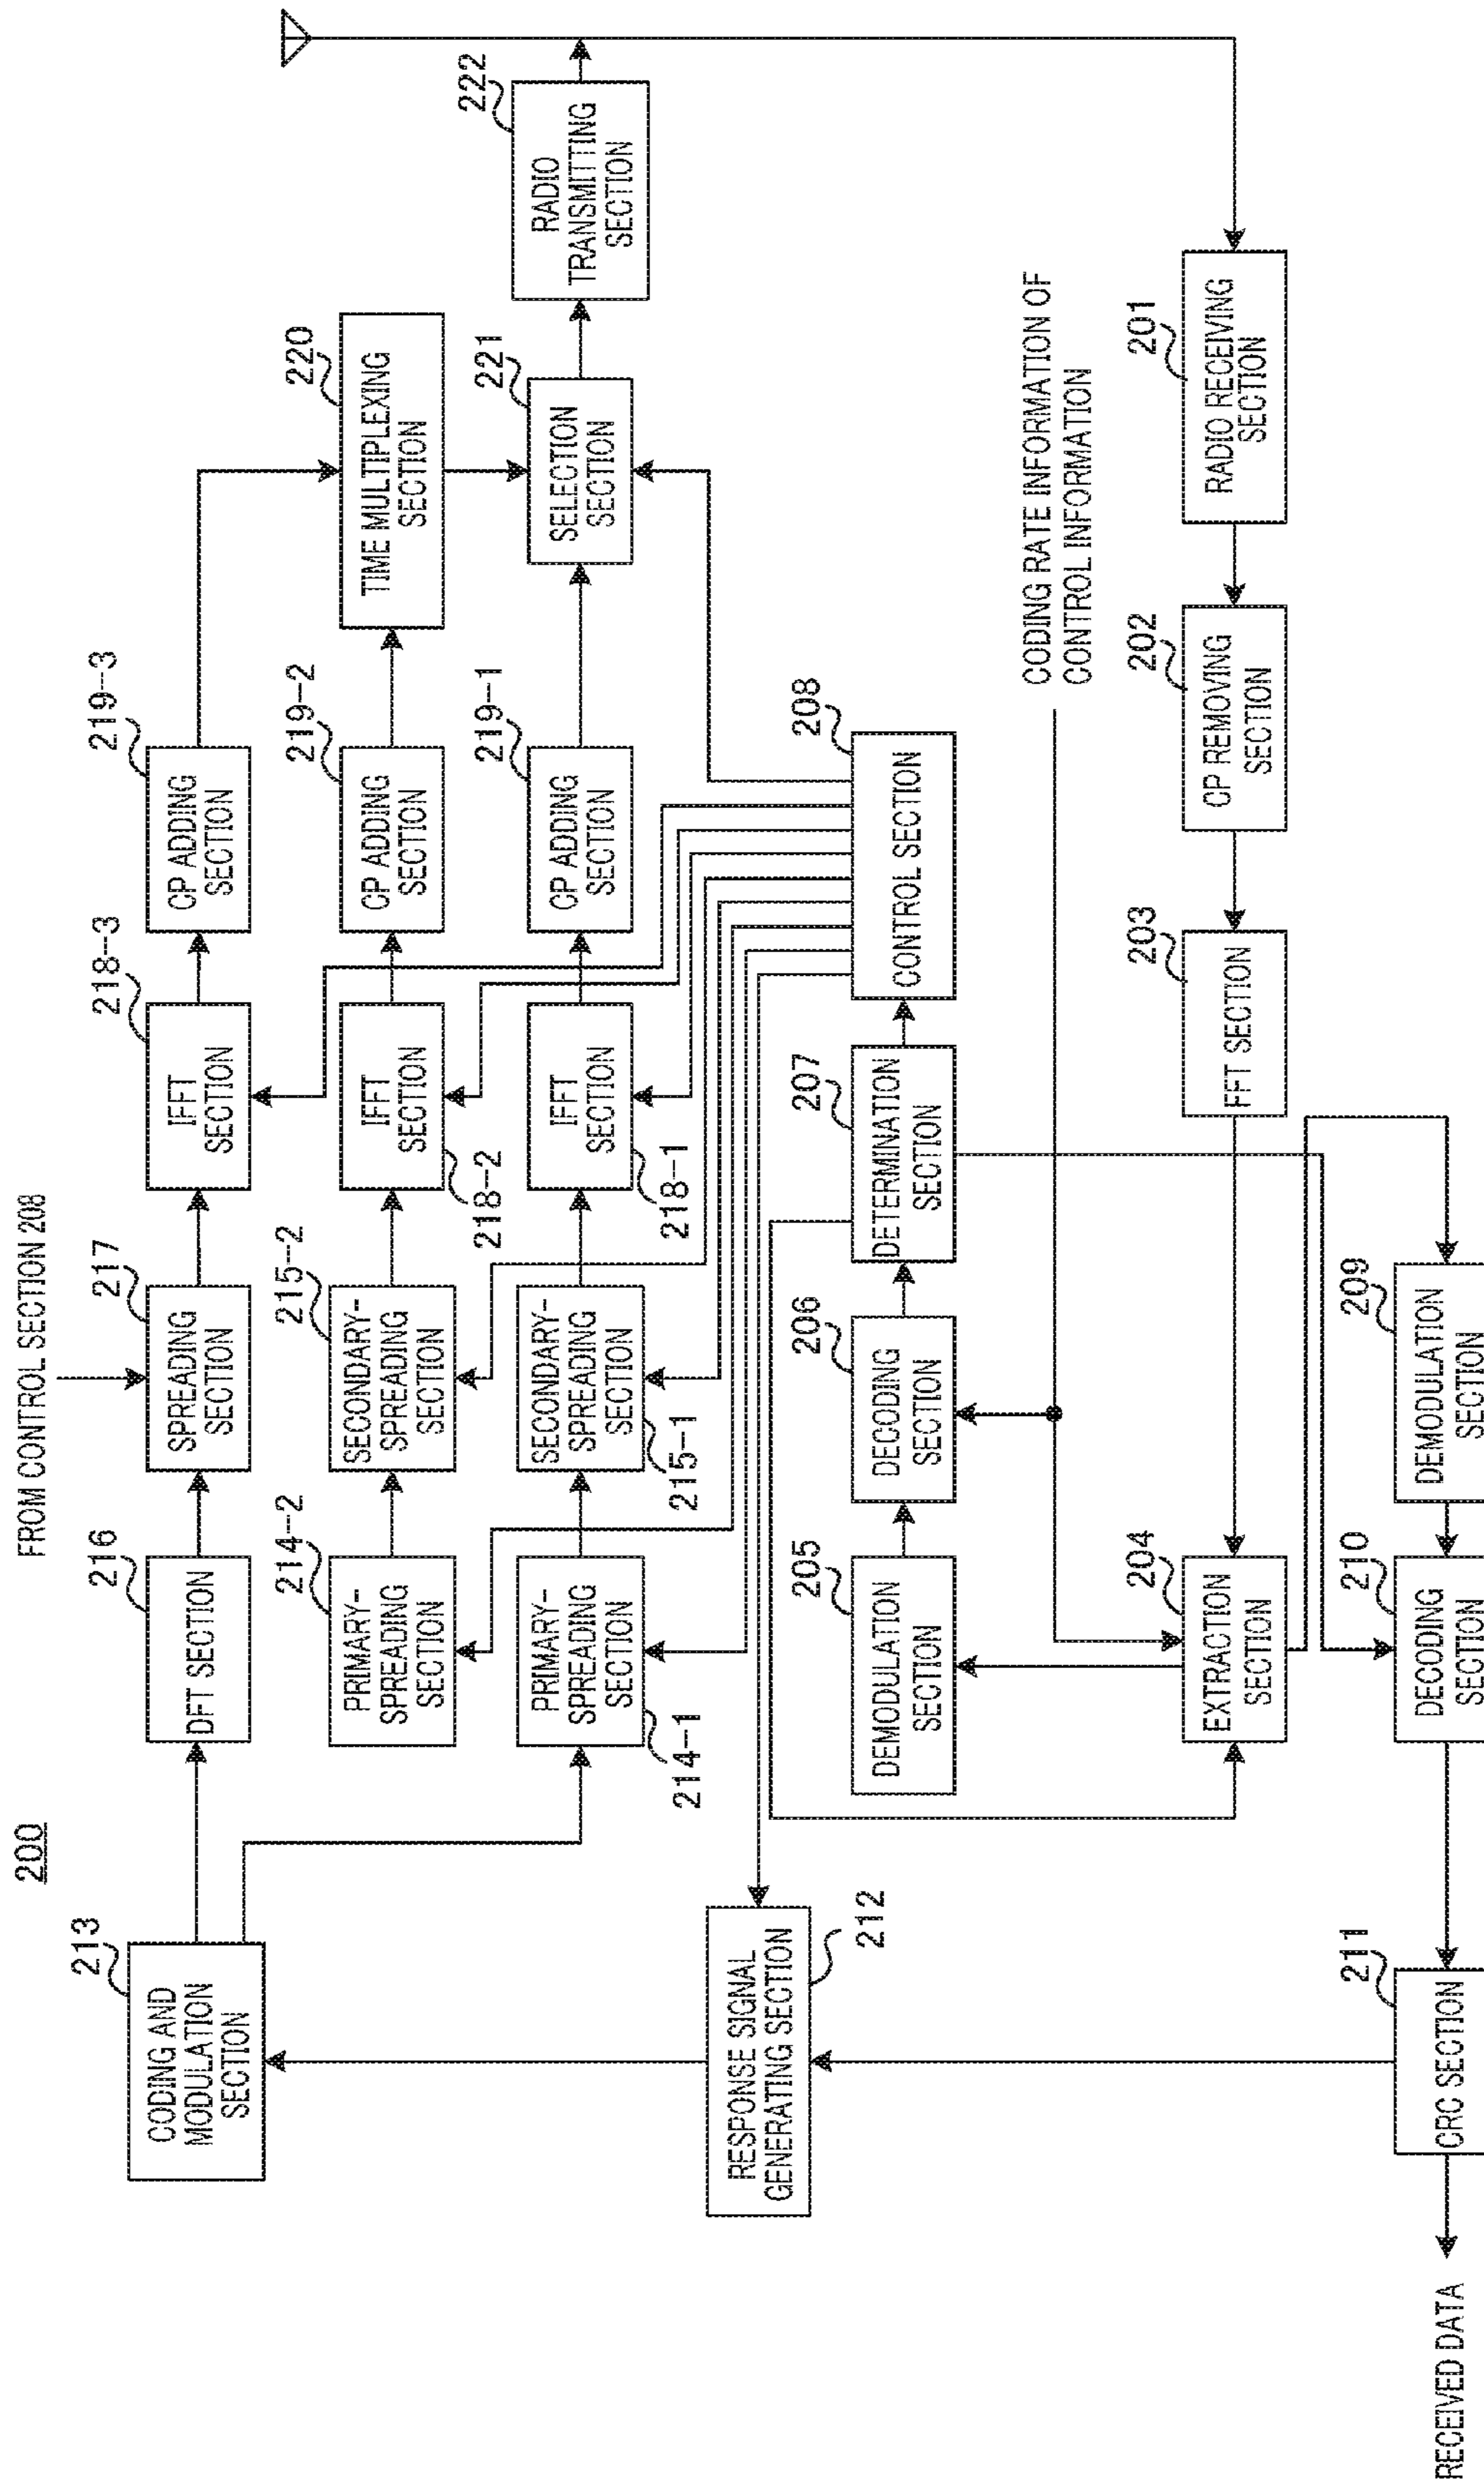 200
FROM CONTROL SECTION 208
213
CODING AND
MODULATION
SECTION
216
DFT SECTION
217
SPREADING
SECTION
218-3
IFFT
SECTION
219-3
CP ADDING
SECTION
214-2
PRIMARY-
SPREADING
SECTION
215-2
SECONDARY-
SPREADING
SECTION
218-2
IFFT
SECTION
219-2
CP ADDING
SECTION
220
TIME MULTIPLEXING
SECTION
214-1
PRIMARY-
SPREADING
SECTION
215-1
SECONDARY-
SPREADING
SECTION
218-1
IFFT
SECTION
219-1
CP ADDING
SECTION
221
SELECTION
SECTION
222
RADIO
TRANSMITTING
SECTION
212
RESPONSE SIGNAL
GENERATING SECTION
205
DEMODULATION
SECTION
206
DECODING
SECTION
207
DETERMINATION
SECTION
208
CONTROL SECTION
CODING RATE INFORMATION OF
CONTROL INFORMATION
204
EXTRACTION
SECTION
203
FFT SECTION
202
CP REMOVING
SECTION
201
RADIO RECEIVING
SECTION
211
CRC SECTION
210
DECODING
SECTION
209
DEMODULATION
SECTION
RECEIVED DATA